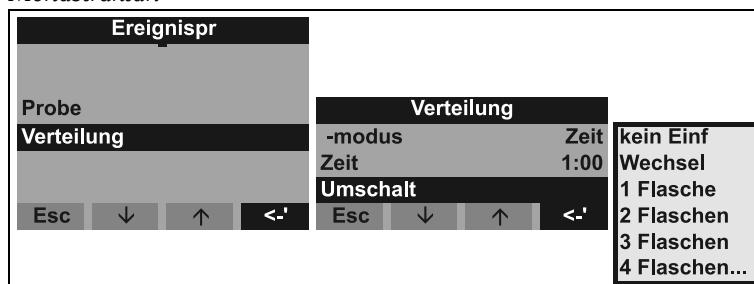 Ereignispr
Probe
Verteilung
Esc ↓ ↑ <-'
Verteilung
-modus Zeit
Zeit 1:00
Umschalt
Esc ↓ ↑ <-'
kein Einf
Wechsel
1 Flasche
2 Flaschen
3 Flaschen
4 Flaschen...